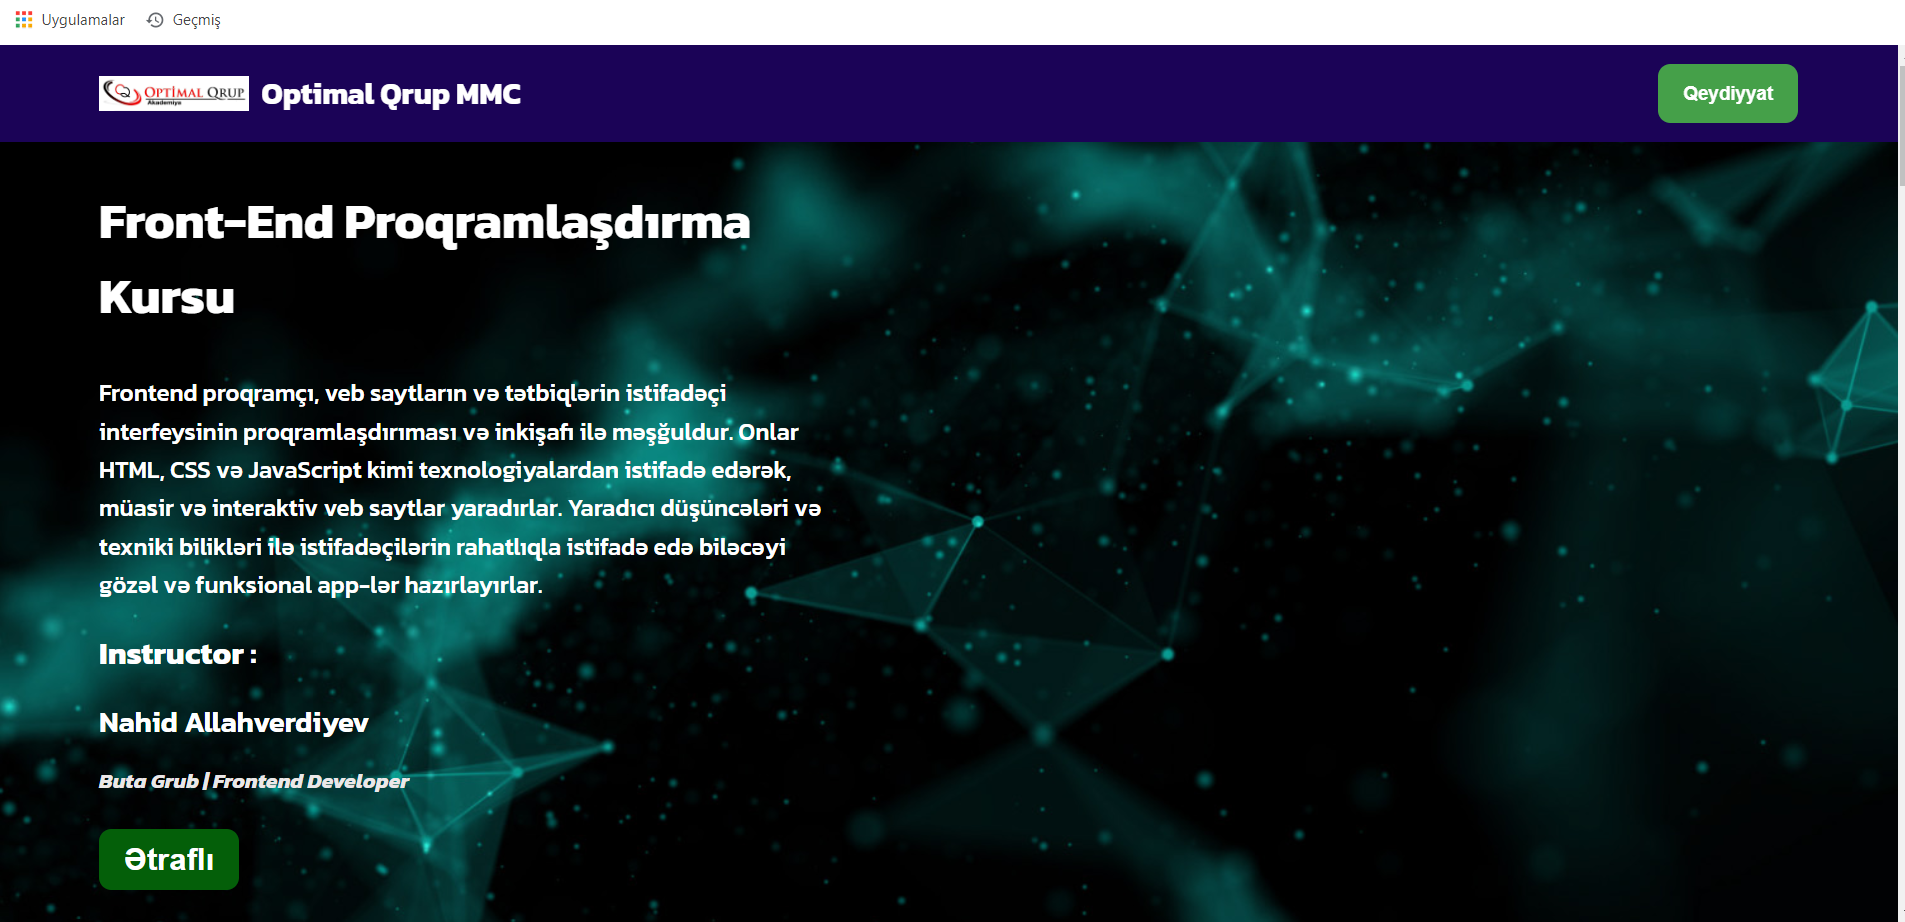 Uygulamalar Geçmiş
OPTİMAL QRUP
Akademiya
Optimal Qrup MMC
Qeydiyyat
Front-End Proqramlaşdırma
Kursu
Frontend proqramçı, veb saytların və tətbiqlərin istifadəçi
interfeysinin proqramlaşdırıması və inkişafı ilə məşğuldur. Onlar
HTML, CSS və JavaScript kimi texnologiyalardan istifadə edərək,
müasir və interaktiv veb saytlar yaradırlar. Yaradıcı düşüncələri və
texniki bilikləri ilə istifadəçilərin rahatlıqla istifadə edə biləcəyi
gözəl və funksional app-lər hazırlayırlar.
Instructor :
Nahid Allahverdiyev
Buta Grub | Frontend Developer
Ətraflı